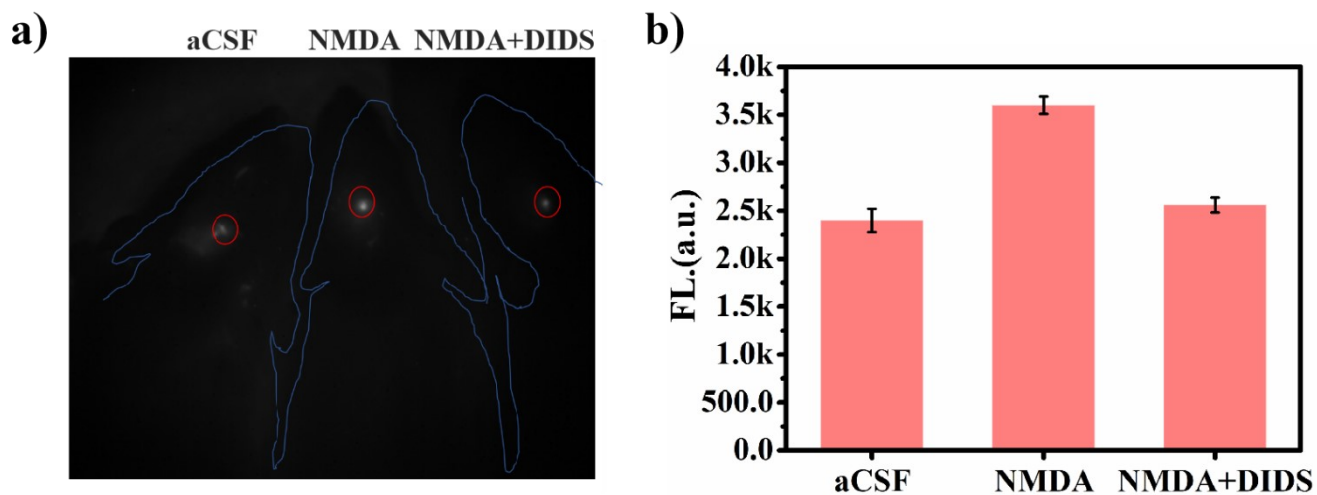 a)
aCSF NMDA NMDA+DIDS
b)
FL.(a.u.)
4.0k
3.5k
3.0k
2.5k
2.0k
1.5k
1.0k
500.0
0.0
aCSF NMDA NMDA+DIDS